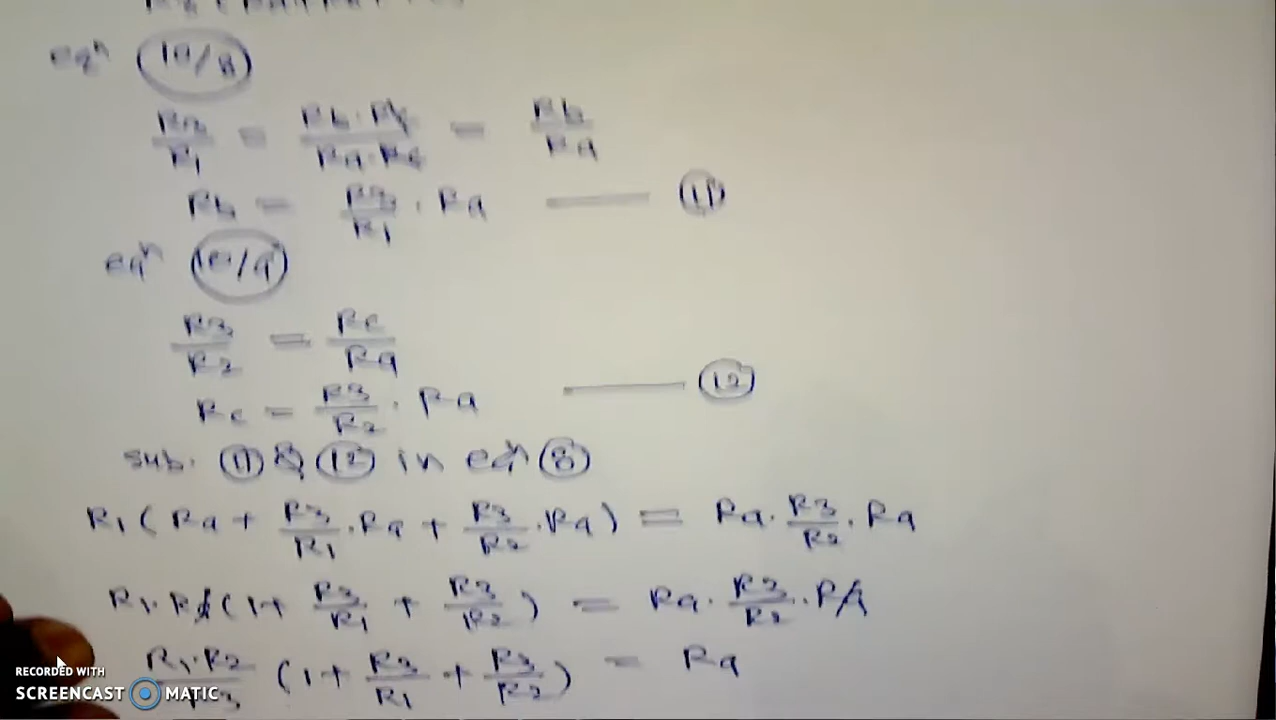 eqn (10/8)
R3/R1 = Rb·Rc/Ra·Rc = Rb/Ra
Rb = R3/R1 · Ra —— (11)
eqn (10/9)
R3/R2 = Rc/Ra
Rc = R3/R2 · Ra —— (12)
sub. (11) & (12) in eqn (8)
R1(Ra + R3/R1 · Ra + R3/R2 · Ra) = Ra · R3/R2 · Ra
R1·Ra(1+ R3/R1 + R3/R2) = Ra · R3/R2 · Ra
R1·R2/R3 (1+ R3/R1 + R3/R2) = Ra
RECORDED WITH
SCREENCAST MATIC